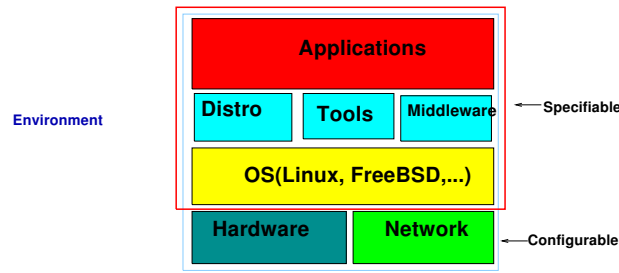 Applications
Distro
Tools
Middleware
Specifiable
Environment
OS(Linux, FreeBSD,...)
Hardware
Network
Configurable